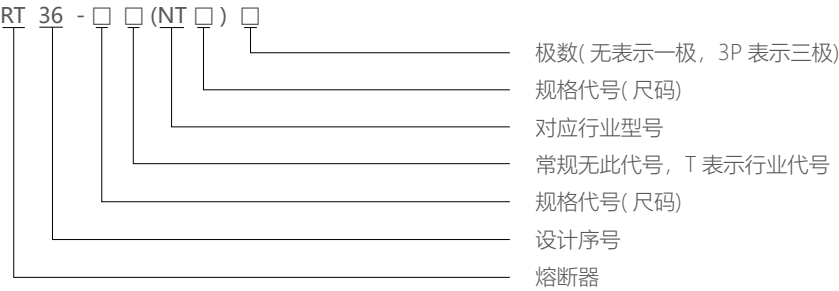 RT 36 - □ □ (NT □ ) □
极数( 无表示一极，3P 表示三极)
规格代号( 尺码)
对应行业型号
常规无此代号，T 表示行业代号
规格代号( 尺码)
设计序号
熔断器